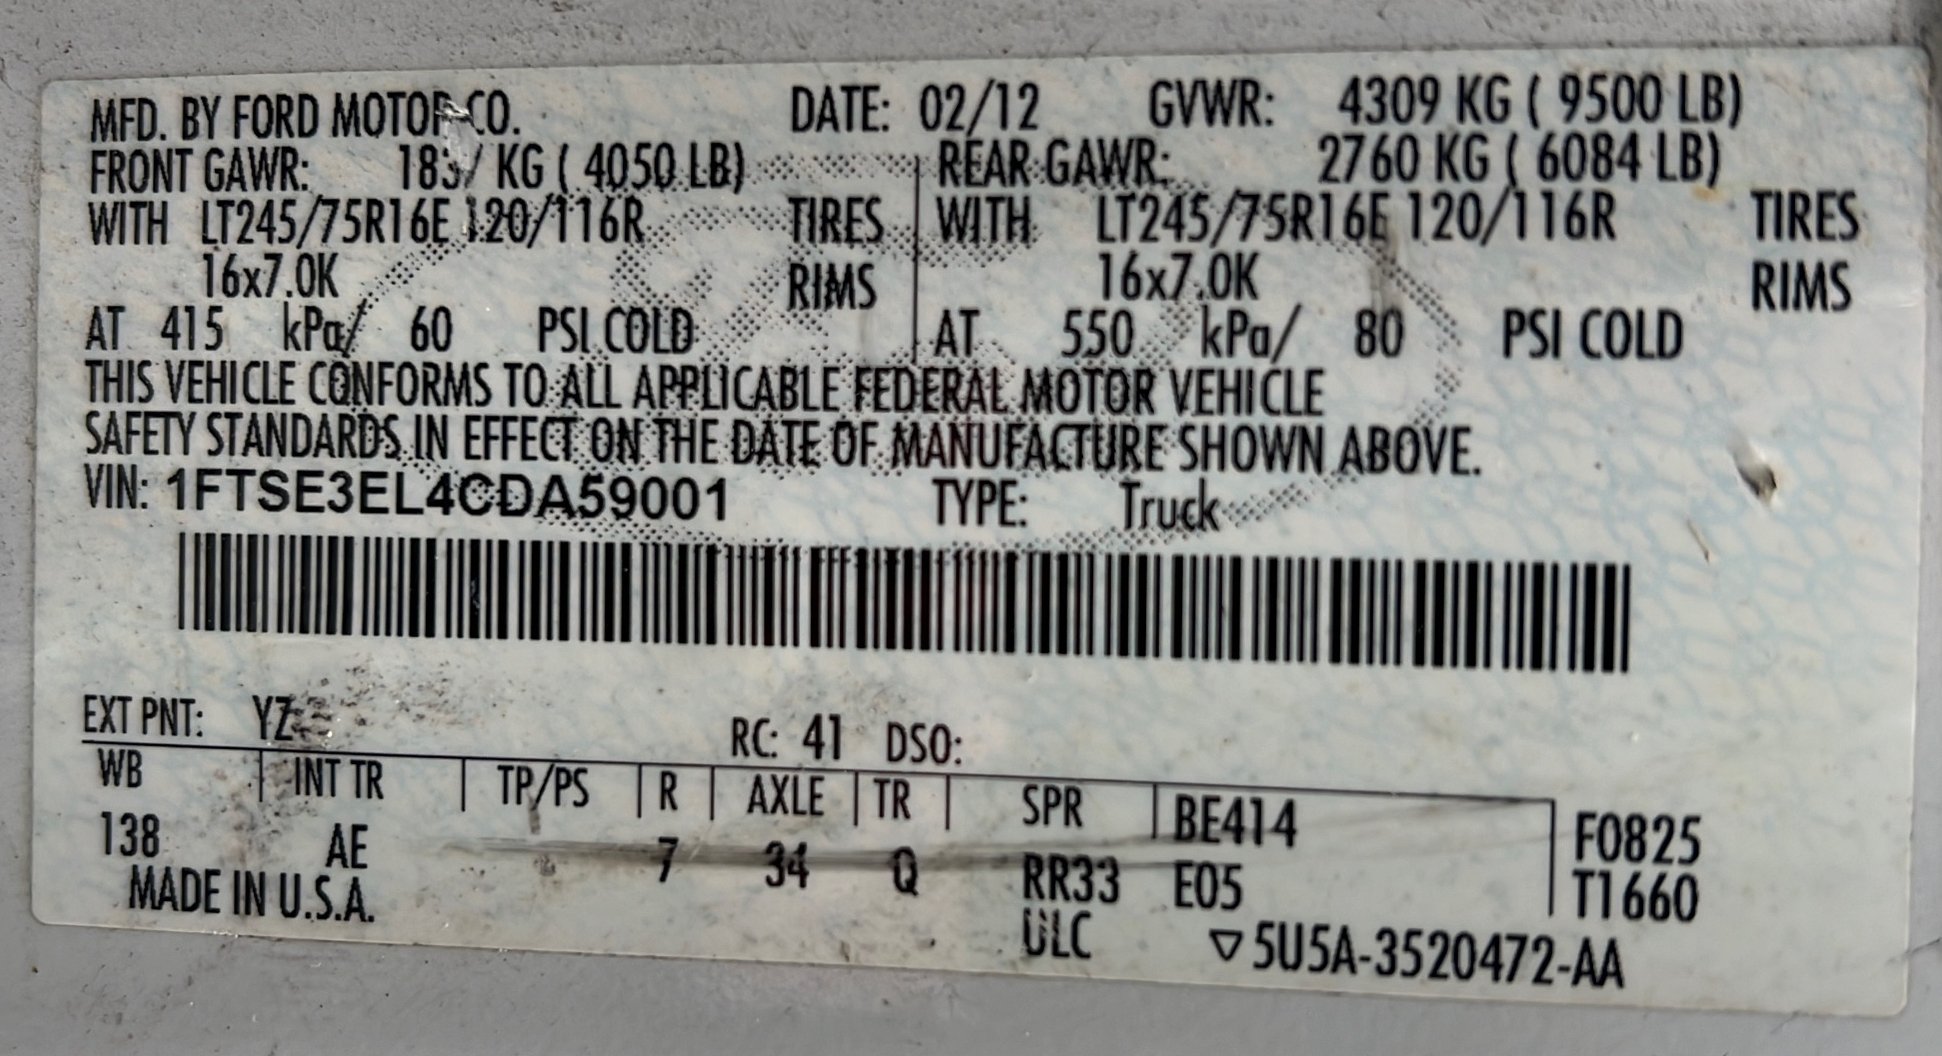 MFD. BY FORD MOTOR CO. DATE: 02/12 GVWR: 4309 KG ( 9500 LB)
FRONT GAWR: 1837 KG ( 4050 LB) REAR GAWR: 2760 KG ( 6084 LB)
WITH LT245/75R16E 120/116R TIRES WITH LT245/75R16E 120/116R TIRES
16x7.0K RIMS 16x7.0K RIMS
AT 415 kPa/ 60 PSI COLD AT 550 kPa/ 80 PSI COLD
THIS VEHICLE CONFORMS TO ALL APPLICABLE FEDERAL MOTOR VEHICLE
SAFETY STANDARDS IN EFFECT ON THE DATE OF MANUFACTURE SHOWN ABOVE.
VIN: 1FTSE3EL4CDA59001 TYPE: Truck
EXT PNT: YZ RC: 41 DSO:
WB INT TR TP/PS R AXLE TR SPR BE414 F0825
138 AE 7 34 Q RR33 E05 T1660
MADE IN U.S.A. ULC ▽5U5A-3520472-AA